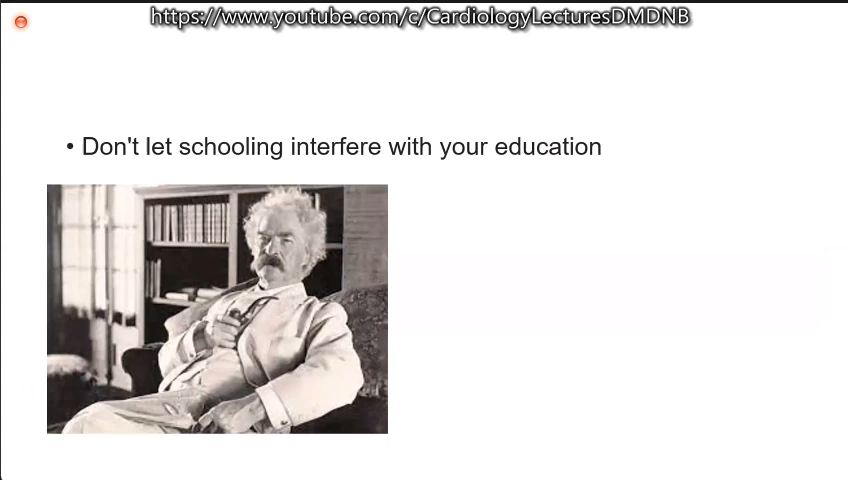 https://www.youtube.com/c/CardiologyLecturesDMDNB
• Don't let schooling interfere with your education